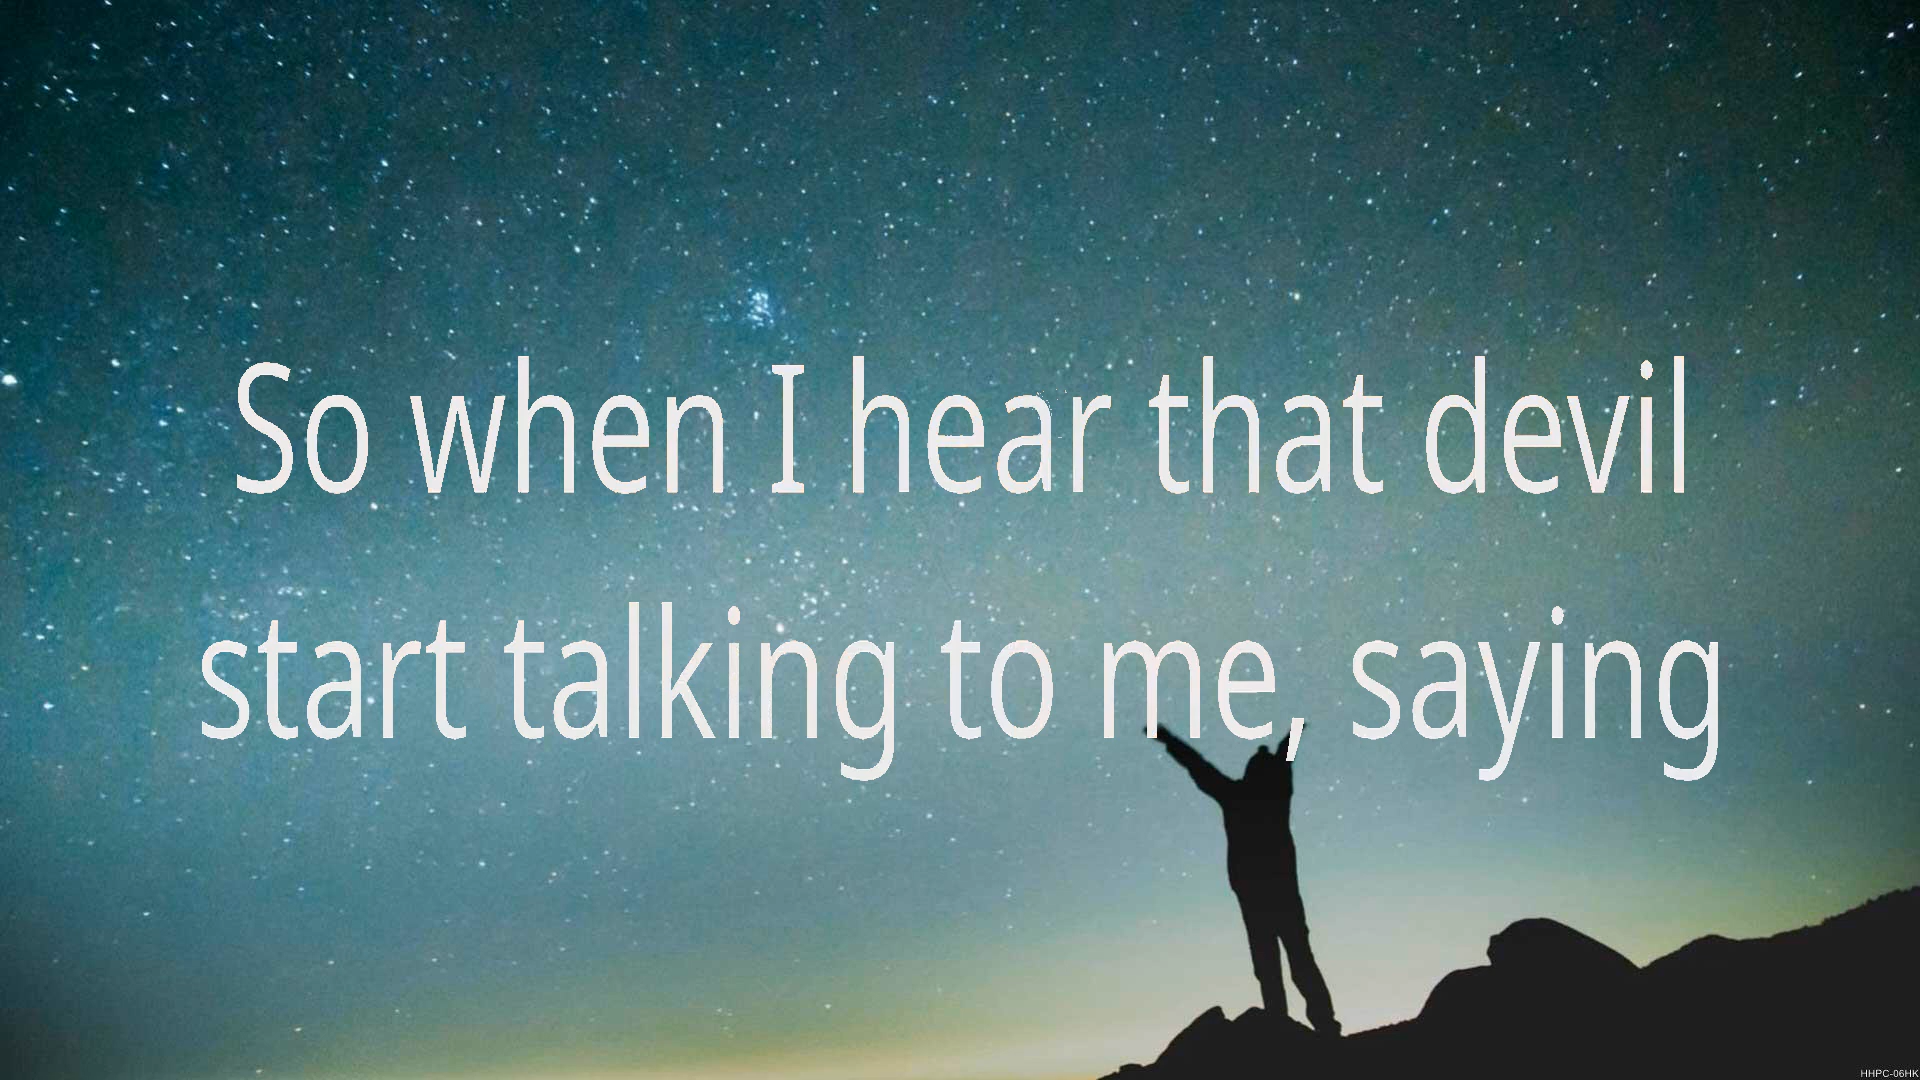 So when I hear that devil
start talking to me, saying
HHPC-06HK